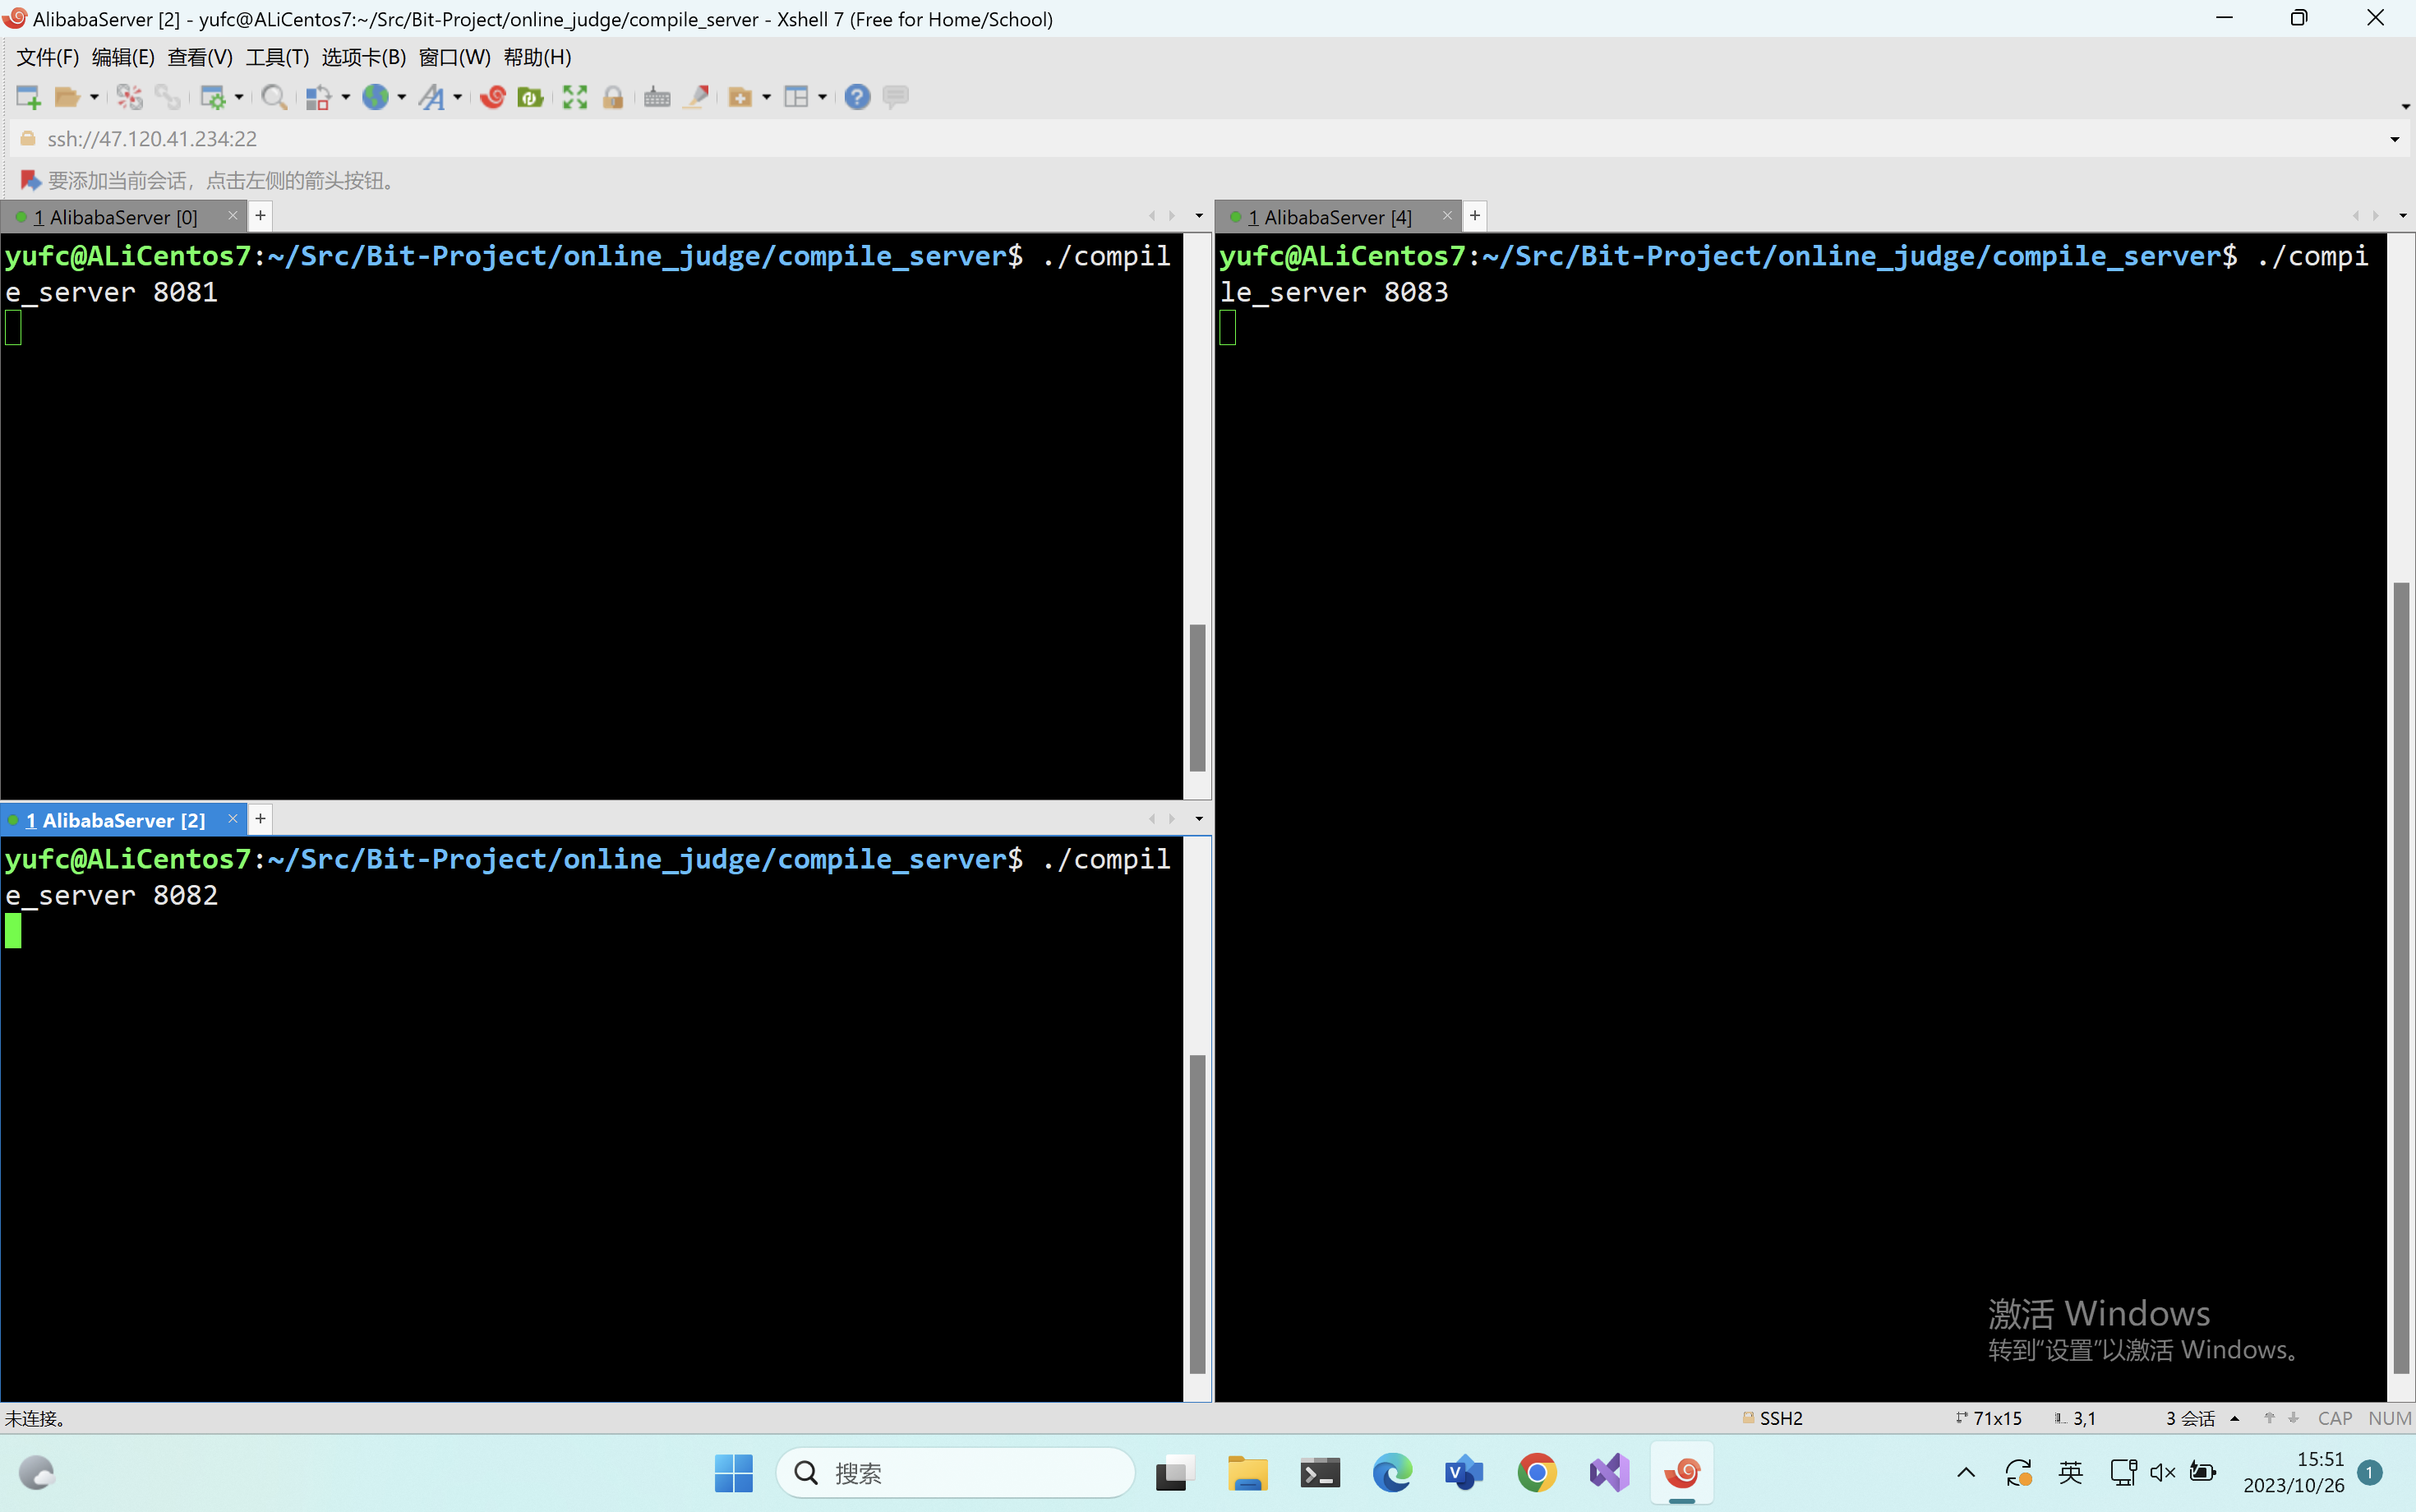 AlibabaServer [2] - yufc@ALiCentos7:~/Src/Bit-Project/online_judge/compile_server - Xshell 7 (Free for Home/School)
文件(F) 编辑(E) 查看(V) 工具(T) 选项卡(B) 窗口(W) 帮助(H)
ssh://47.120.41.234:22
要添加当前会话，点击左侧的箭头按钮。
1 AlibabaServer [0]
yufc@ALiCentos7:~/Src/Bit-Project/online_judge/compile_server$ ./compil
e_server 8081
1 AlibabaServer [4]
yufc@ALiCentos7:~/Src/Bit-Project/online_judge/compile_server$ ./compi
le_server 8083
1 AlibabaServer [2]
yufc@ALiCentos7:~/Src/Bit-Project/online_judge/compile_server$ ./compil
e_server 8082
激活 Windows
转到“设置”以激活 Windows。
未连接。 SSH2 71x15 3,1 3 会话 CAP NUM
搜索
英
15:51
2023/10/26
1